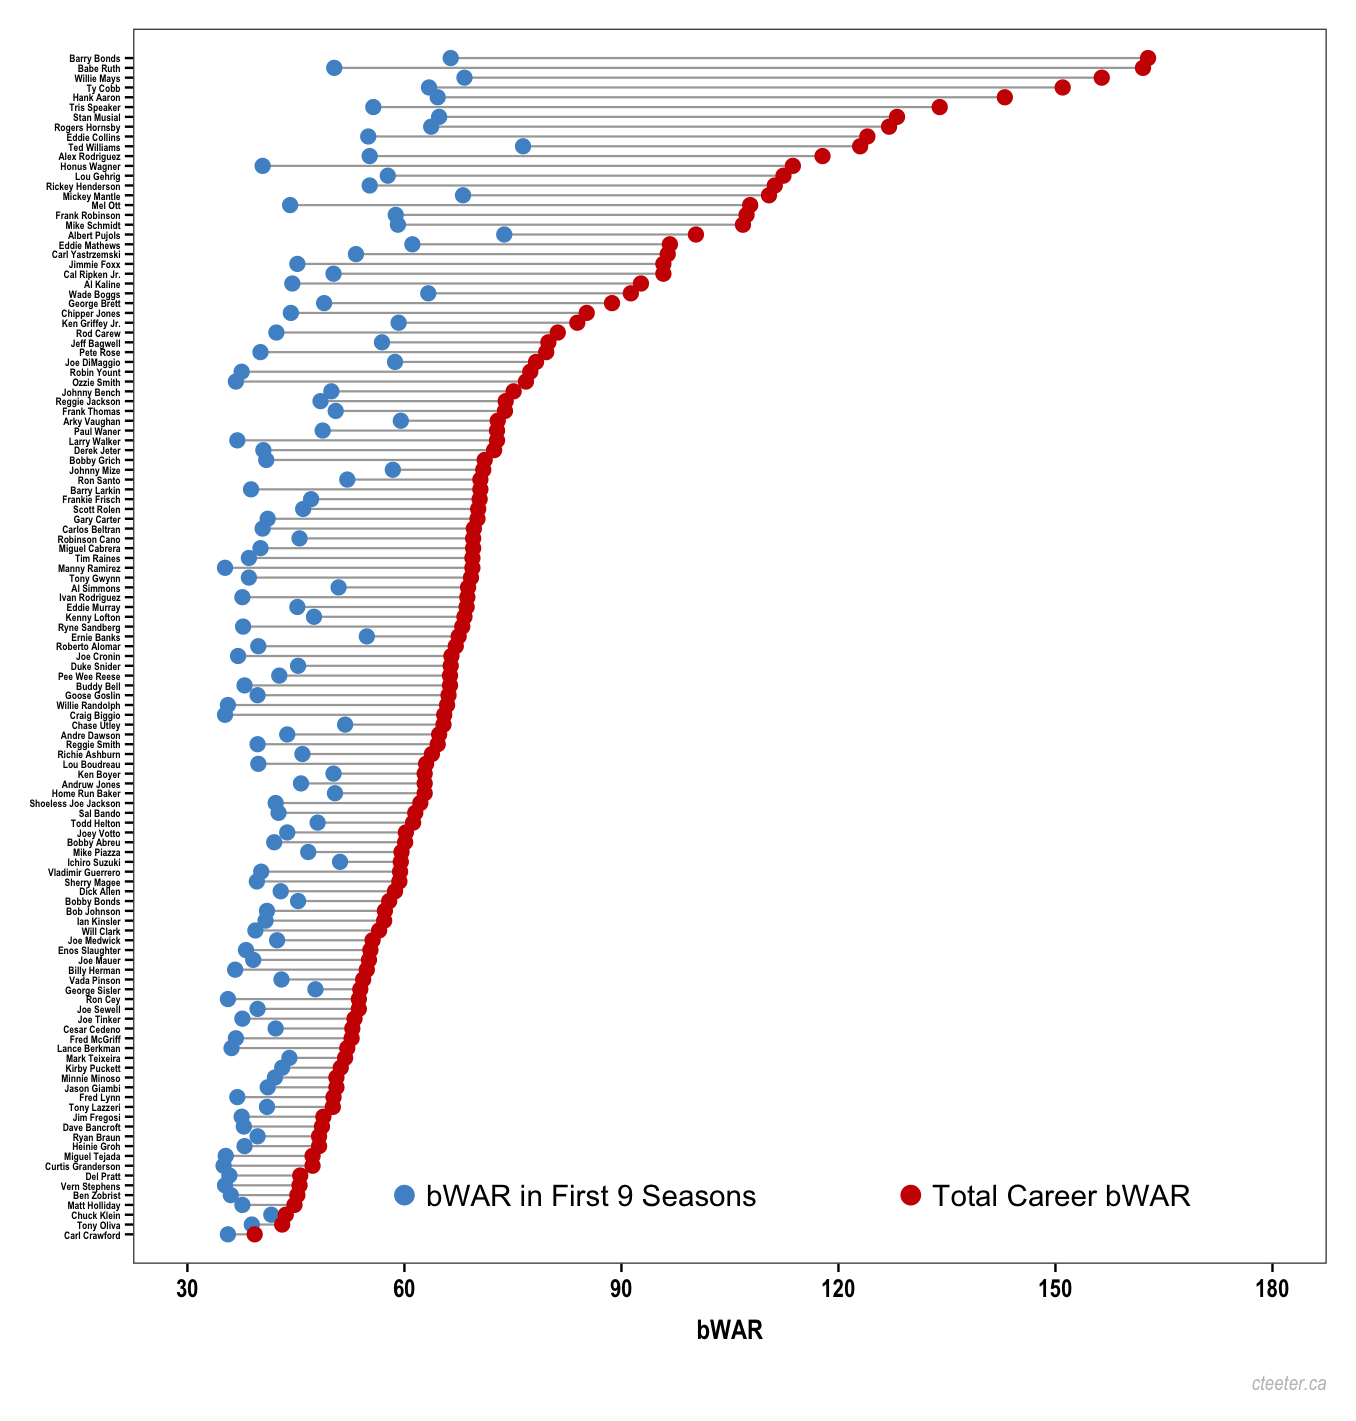 Barry Bonds
Babe Ruth
Willie Mays
Ty Cobb
Hank Aaron
Tris Speaker
Stan Musial
Rogers Hornsby
Eddie Collins
Ted Williams
Alex Rodriguez
Honus Wagner
Lou Gehrig
Rickey Henderson
Mickey Mantle
Mel Ott
Frank Robinson
Mike Schmidt
Albert Pujols
Eddie Mathews
Carl Yastrzemski
Jimmie Foxx
Cal Ripken Jr.
Al Kaline
Wade Boggs
George Brett
Chipper Jones
Ken Griffey Jr.
Rod Carew
Jeff Bagwell
Pete Rose
Joe DiMaggio
Robin Yount
Ozzie Smith
Johnny Bench
Reggie Jackson
Frank Thomas
Arky Vaughan
Paul Waner
Larry Walker
Derek Jeter
Bobby Grich
Johnny Mize
Ron Santo
Barry Larkin
Frankie Frisch
Scott Rolen
Gary Carter
Carlos Beltran
Robinson Cano
Miguel Cabrera
Tim Raines
Manny Ramirez
Tony Gwynn
Al Simmons
Ivan Rodriguez
Eddie Murray
Kenny Lofton
Ryne Sandberg
Ernie Banks
Roberto Alomar
Joe Cronin
Duke Snider
Pee Wee Reese
Buddy Bell
Goose Goslin
Willie Randolph
Craig Biggio
Chase Utley
Andre Dawson
Reggie Smith
Richie Ashburn
Lou Boudreau
Ken Boyer
Andruw Jones
Home Run Baker
Shoeless Joe Jackson
Sal Bando
Todd Helton
Joey Votto
Bobby Abreu
Mike Piazza
Ichiro Suzuki
Vladimir Guerrero
Sherry Magee
Dick Allen
Bobby Bonds
Bob Johnson
Ian Kinsler
Will Clark
Joe Medwick
Enos Slaughter
Joe Mauer
Billy Herman
Vada Pinson
George Sisler
Ron Cey
Joe Sewell
Joe Tinker
Cesar Cedeno
Fred McGriff
Lance Berkman
Mark Teixeira
Kirby Puckett
Minnie Minoso
Jason Giambi
Fred Lynn
Tony Lazzeri
Jim Fregosi
Dave Bancroft
Ryan Braun
Heinie Groh
Miguel Tejada
Curtis Granderson
Del Pratt
Vern Stephens
Ben Zobrist
Matt Holliday
Chuck Klein
Tony Oliva
Carl Crawford
bWAR in First 9 Seasons Total Career bWAR
30 60 90 120 150 180
bWAR
cteeter.ca